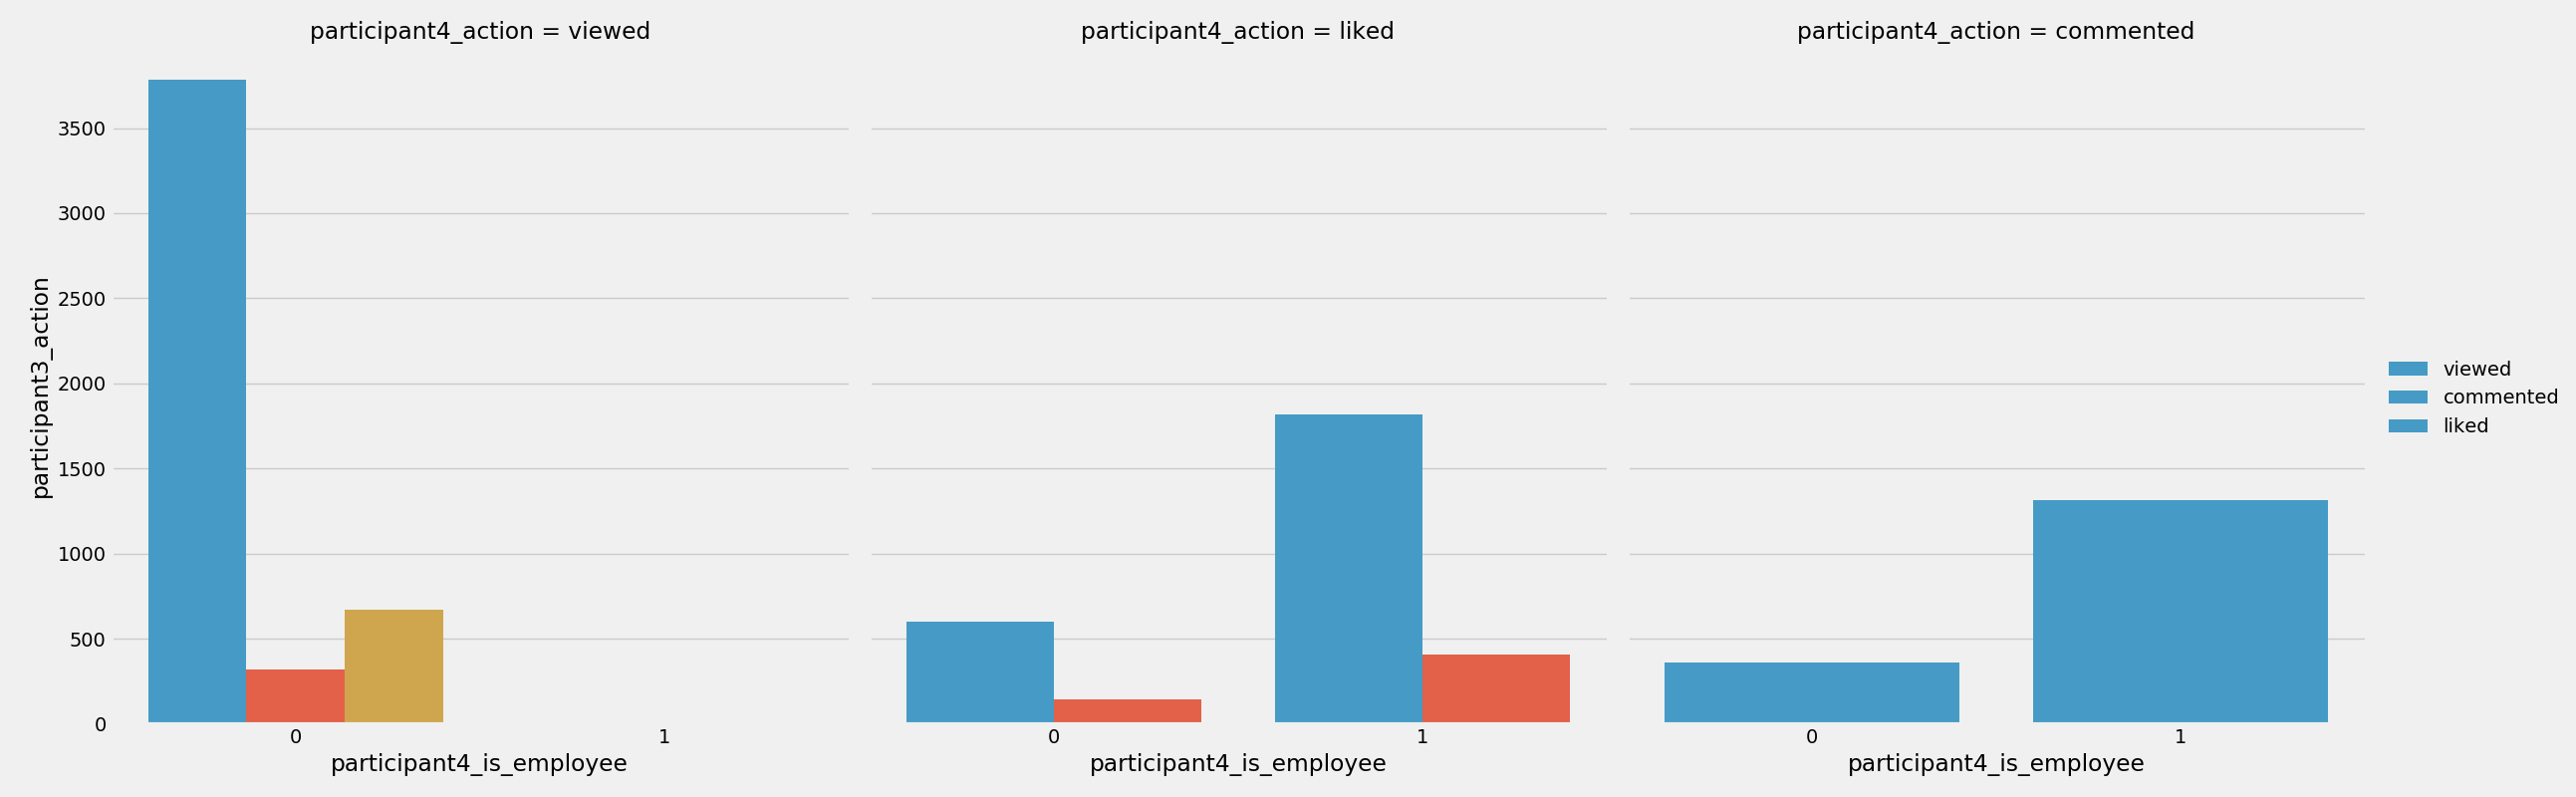 participant4_action = viewed
participant4_action = liked
participant4_action = commented
participant3_action
3500
3000
2500
2000
1500
1000
500
0
0
1
participant4_is_employee
0
1
participant4_is_employee
0
1
participant4_is_employee
viewed
commented
liked